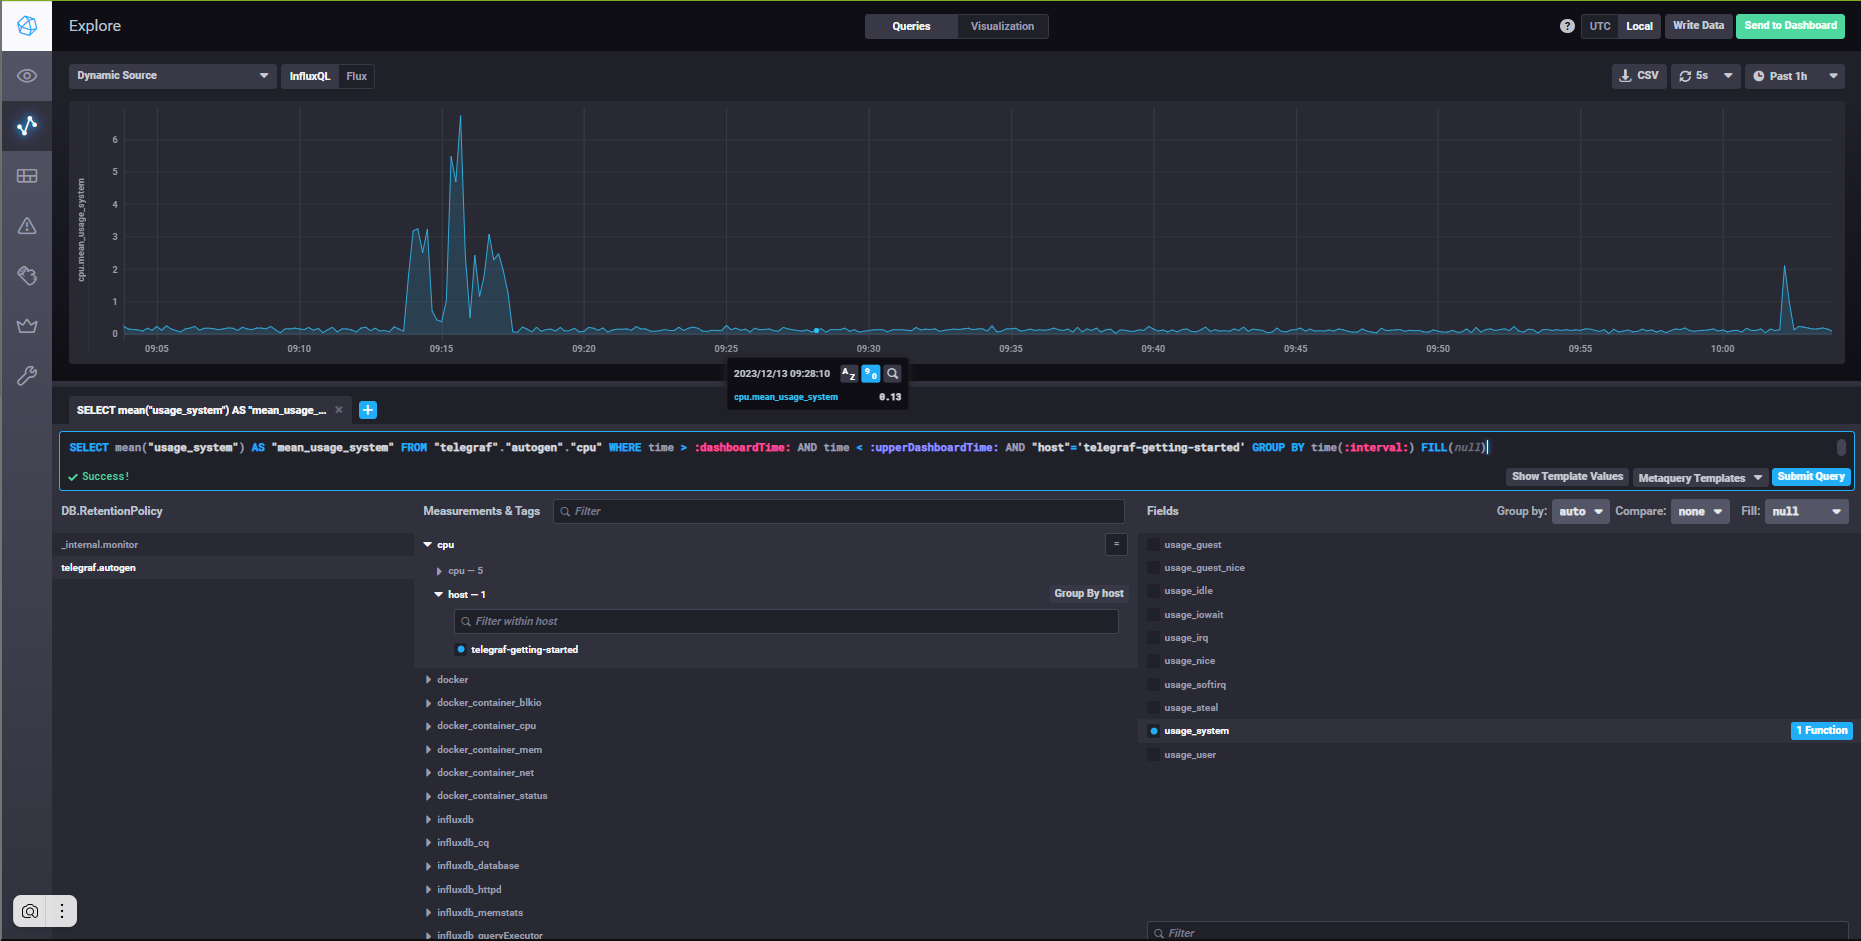 Explore
Queries
Visualization
?
UTC
Local
Write Data
Send to Dashboard
Dynamic Source
InfluxQL
Flux
CSV
5s
Past 1h
cpu.mean_usage_system
6
5
4
3
2
1
0
09:05
09:10
09:15
09:20
09:25
09:30
09:35
09:40
09:45
09:50
09:55
10:00
2023/12/13 09:28:10
A Z
9 0
cpu.mean_usage_system
0.13
SELECT mean("usage_system") AS "mean_usage_...
SELECT mean("usage_system") AS "mean_usage_system" FROM "telegraf"."autogen"."cpu" WHERE time > :dashboardTime: AND time < :upperDashboardTime: AND "host"='telegraf-getting-started' GROUP BY time(:interval:) FILL(null)
Success!
Show Template Values
Metaquery Templates
Submit Query
DB.RetentionPolicy
_internal.monitor
telegraf.autogen
Measurements & Tags
Filter
cpu
=
cpu — 5
host — 1
Group By host
Filter within host
telegraf-getting-started
docker
docker_container_blkio
docker_container_cpu
docker_container_mem
docker_container_net
docker_container_status
influxdb
influxdb_cq
influxdb_database
influxdb_httpd
influxdb_memstats
influxdb_queryExecutor
Fields
Group by:
auto
Compare:
none
Fill:
null
usage_guest
usage_guest_nice
usage_idle
usage_iowait
usage_irq
usage_nice
usage_softirq
usage_steal
usage_system
1 Function
usage_user
Filter